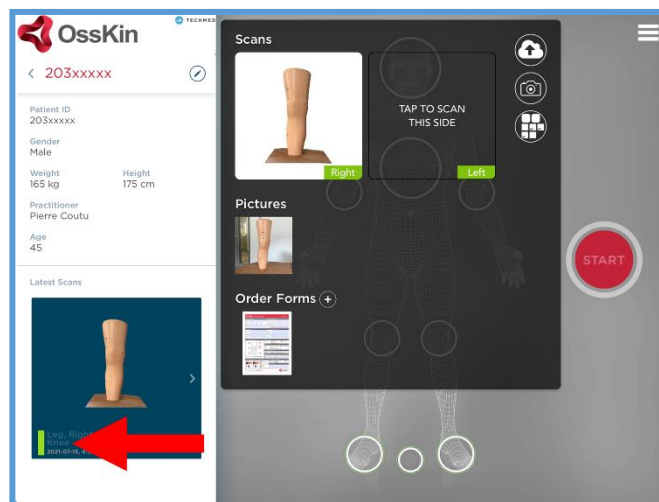 OssKin
TECHMED
203xxxxx
Patient ID
203xxxxx
Gender
Male
Weight
Height
165 kg
175 cm
Practitioner
Pierre Coutu
Age
45
Latest Scans
Leg, Right
Knee
2021-07-15,
Scans
TAP TO SCAN
THIS SIDE
Right
Left
Pictures
Order Forms
START